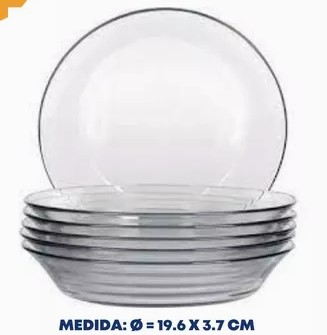 MEDIDA: Ø = 19.6 X 3.7 CM